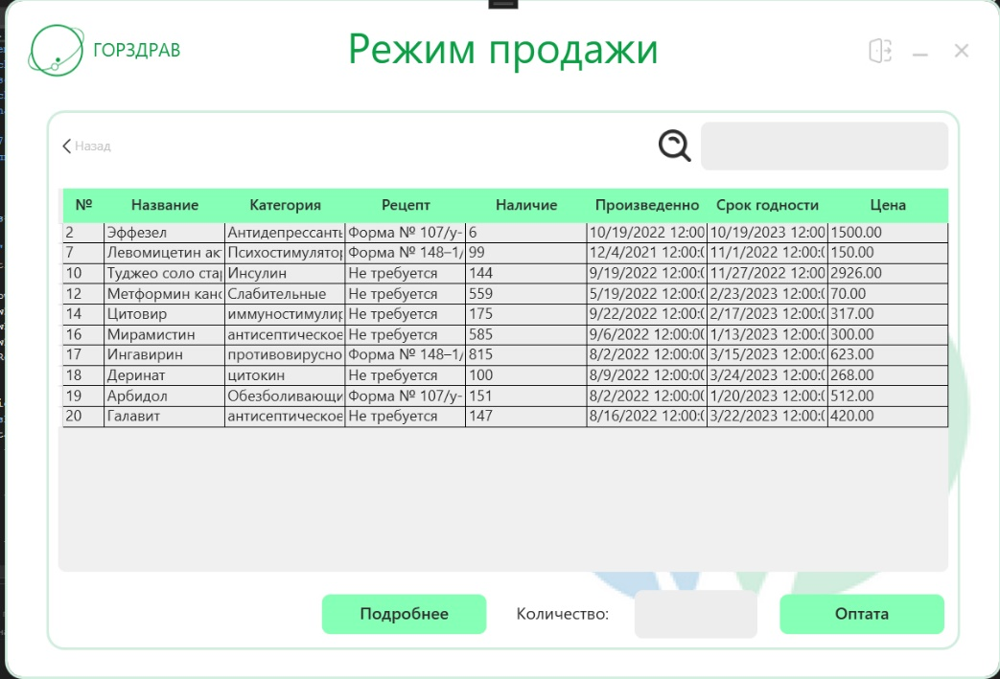 ГОРЗДРАВ
Режим продажи
Назад
№ Название Категория Рецепт Наличие Произведенно Срок годности Цена
2 Эффезел Антидепрессанты Форма № 107/у- 6 10/19/2022 12:00 10/19/2023 12:00 1500.00
7 Левомицетин ак Психостимулятор Форма № 148–1/ 99 12/4/2021 12:00:0 11/1/2022 12:00:0 150.00
10 Туджео соло ста Инсулин Не требуется 144 9/19/2022 12:00:0 11/27/2022 12:00 2926.00
12 Метформин кано Слабительные Не требуется 559 5/19/2022 12:00:0 2/23/2023 12:00:0 70.00
14 Цитовир иммуностимулир Не требуется 175 9/22/2022 12:00:0 2/17/2023 12:00:0 317.00
16 Мирамистин антисептическое Не требуется 585 9/6/2022 12:00:00 1/13/2023 12:00:0 300.00
17 Ингавирин противовирусно Форма № 148–1/ 815 8/2/2022 12:00:00 3/15/2023 12:00:0 623.00
18 Деринат цитокин Не требуется 100 8/9/2022 12:00:00 3/24/2023 12:00:0 268.00
19 Арбидол Обезболивающи Форма № 107/у- 151 8/2/2022 12:00:00 1/20/2023 12:00:0 512.00
20 Галавит антисептическое Не требуется 147 8/16/2022 12:00:0 3/22/2023 12:00:0 420.00
Подробнее Количество: Оптата